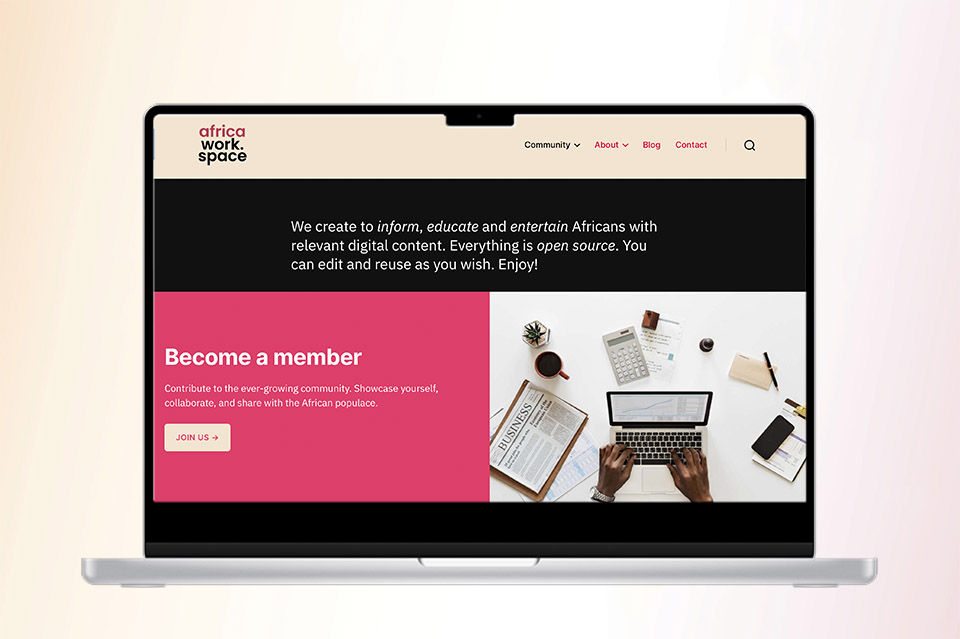 africa
work.
space
Community About Blog Contact
We create to inform, educate and entertain Africans with
relevant digital content. Everything is open source. You
can edit and reuse as you wish. Enjoy!
Become a member
Contribute to the ever-growing community. Showcase yourself,
collaborate, and share with the African populace.
JOIN US →
BUSINESS